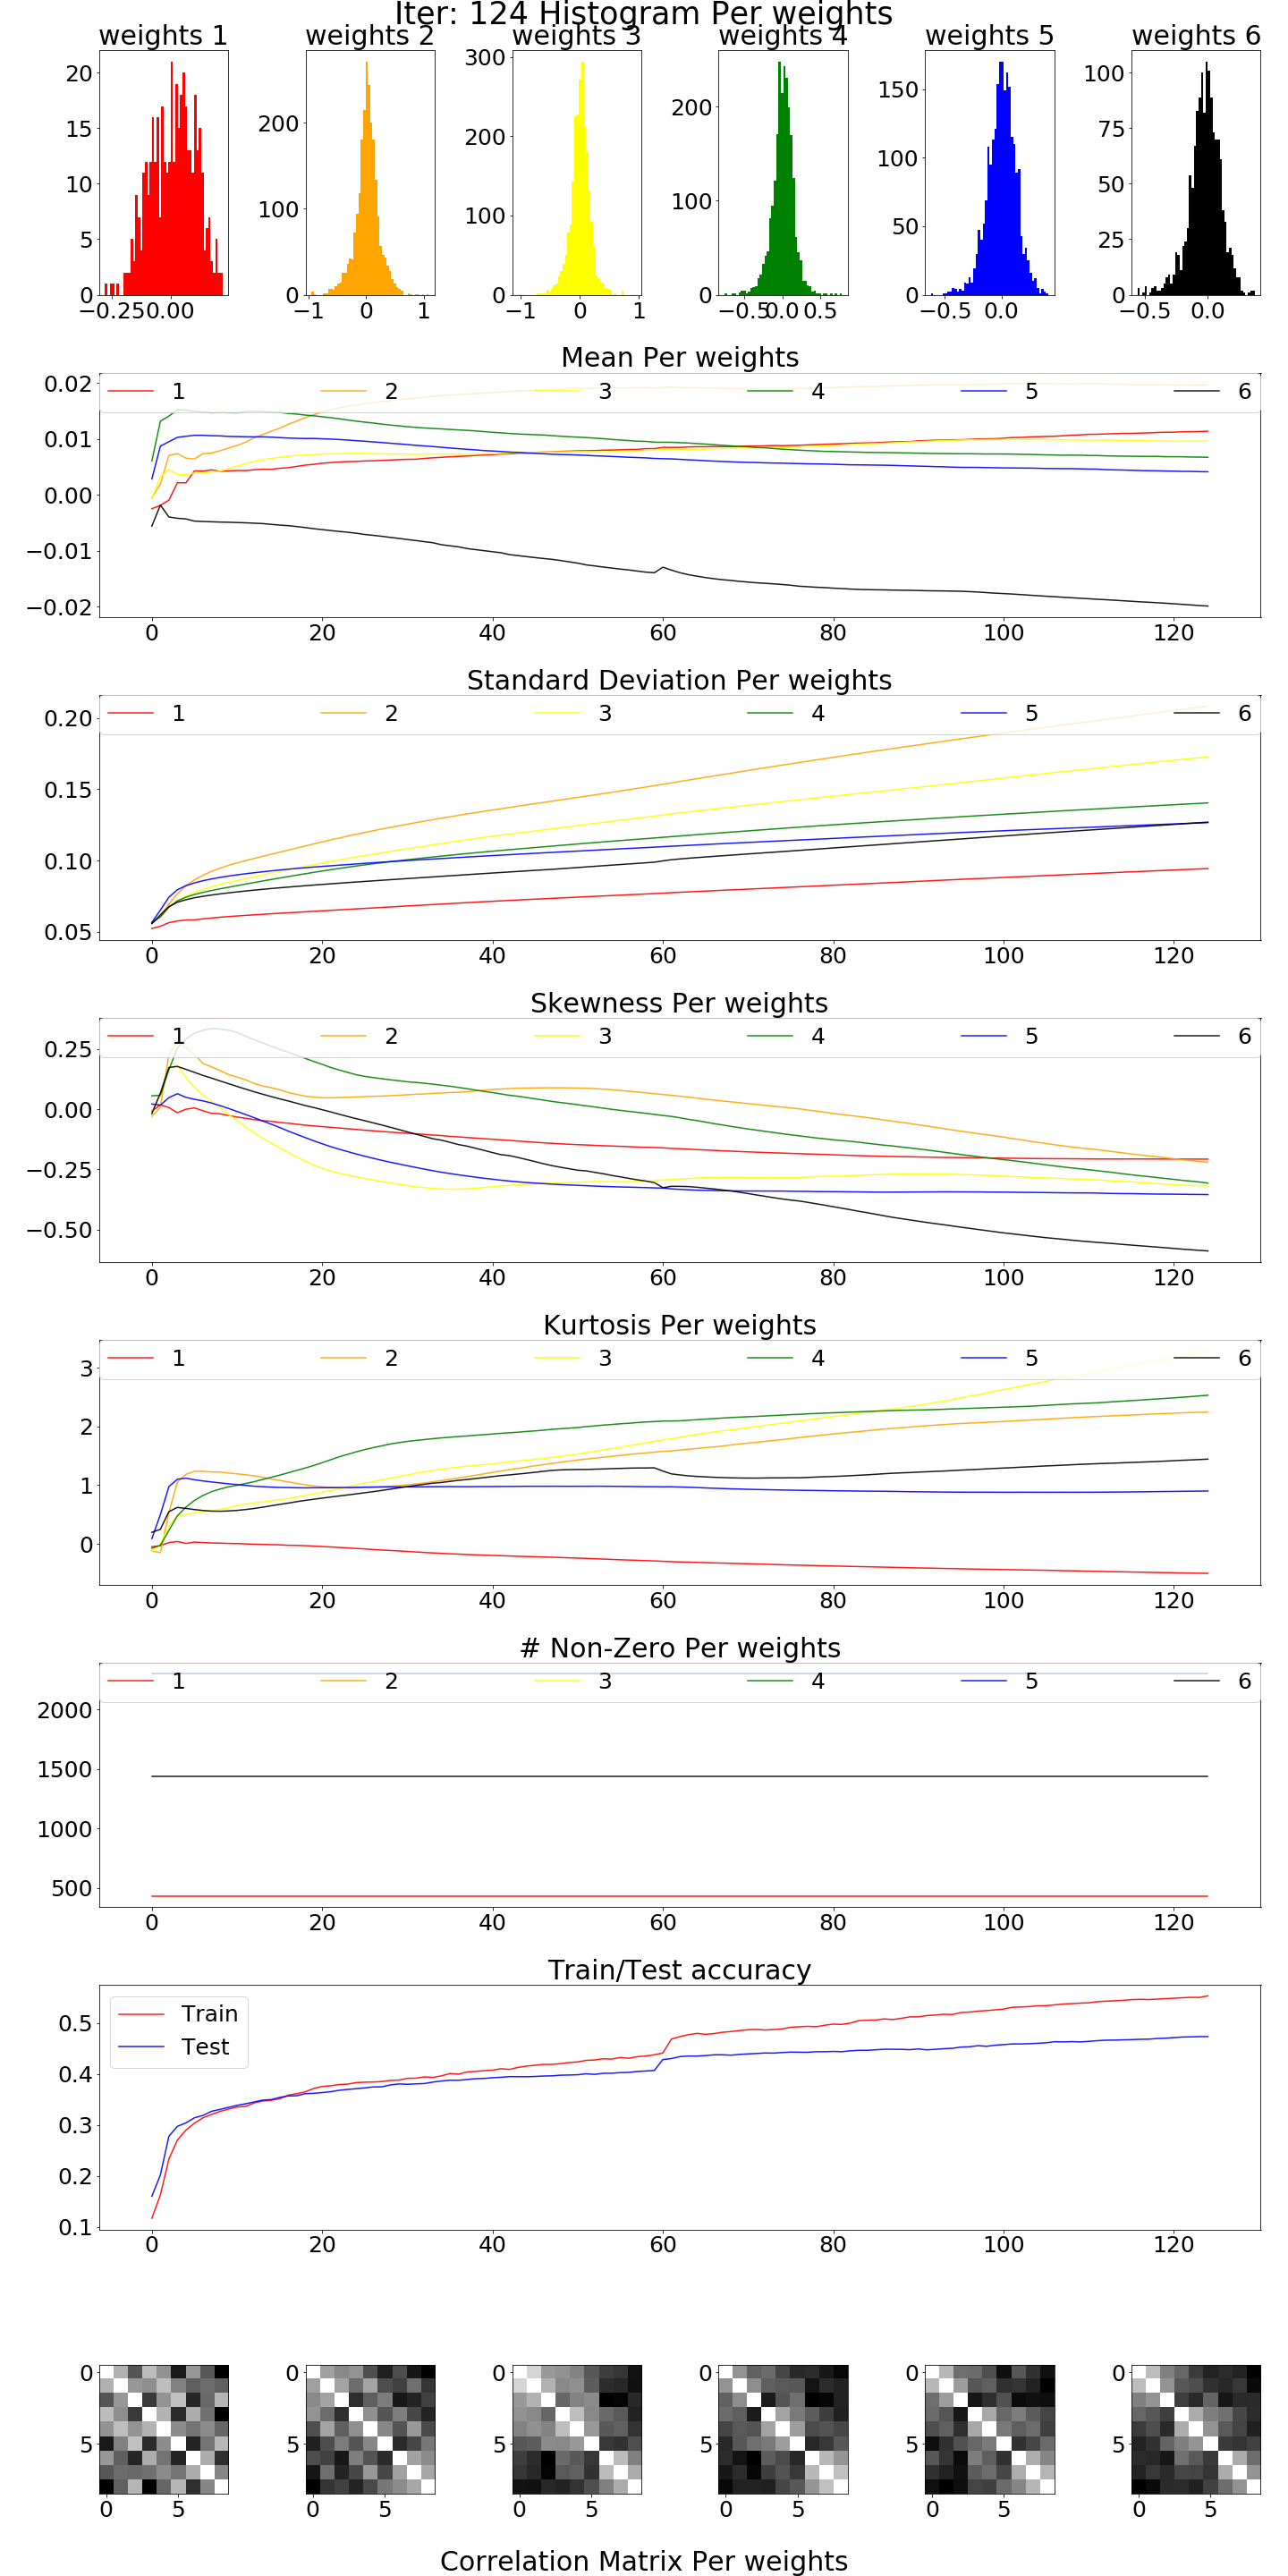 Iter: 124 Histogram Per weights
weights 1 weights 2 weights 3 weights 4 weights 5 weights 6
20
15
10
5
0
−0.250.00
200
100
0
−1 0 1
300
200
100
0
−1 0 1
200
100
0
−0.50.0 0.5
150
100
50
0
−0.5 0.0
100
75
50
25
0
−0.5 0.0
Mean Per weights
1 2 3 4 5 6
0.02
0.01
0.00
−0.01
−0.02
0 20 40 60 80 100 120
Standard Deviation Per weights
1 2 3 4 5 6
0.20
0.15
0.10
0.05
0 20 40 60 80 100 120
Skewness Per weights
1 2 3 4 5 6
0.25
0.00
−0.25
−0.50
0 20 40 60 80 100 120
Kurtosis Per weights
1 2 3 4 5 6
3
2
1
0
0 20 40 60 80 100 120
# Non-Zero Per weights
1 2 3 4 5 6
2000
1500
1000
500
0 20 40 60 80 100 120
Train/Test accuracy
Train
Test
0.5
0.4
0.3
0.2
0.1
0 20 40 60 80 100 120
0 0 0 0 0 0
5 5 5 5 5 5
0 5 0 5 0 5 0 5 0 5 0 5
Correlation Matrix Per weights